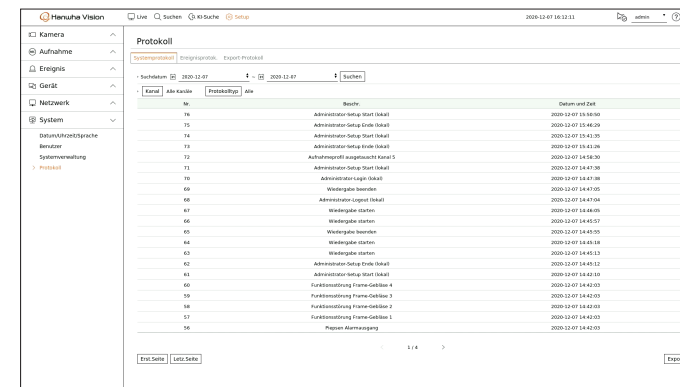 Hanwha Vision Live Suchen KI-Suche Setup 2020-12-07 16:12:11 admin
Kamera
Aufnahme
Ereignis
Gerät
Netzwerk
System
Datum/Uhrzeit/Sprache
Benutzer
Systemverwaltung
> Protokoll
Protokoll
Systemprotokoll Ereignisprotok. Export-Protokoll
• Suchdatum 2020-12-07 ~ 2020-12-07 Suchen
• Kanal Alle Kanäle Protokolltyp Alle
Nr. Beschr. Datum und Zeit
76 Administrator-Setup Start (lokal) 2020-12-07 15:50:50
75 Administrator-Setup Ende (lokal) 2020-12-07 15:46:29
74 Administrator-Setup Start (lokal) 2020-12-07 15:41:35
73 Administrator-Setup Ende (lokal) 2020-12-07 15:41:26
72 Aufnahmeprofil ausgetauscht Kanal 5 2020-12-07 14:58:30
71 Administrator-Setup Start (lokal) 2020-12-07 14:47:38
70 Administrator-Login (lokal) 2020-12-07 14:47:38
69 Wiedergabe beenden 2020-12-07 14:47:05
68 Administrator-Logout (lokal) 2020-12-07 14:47:04
67 Wiedergabe starten 2020-12-07 14:46:05
66 Wiedergabe starten 2020-12-07 14:45:57
65 Wiedergabe beenden 2020-12-07 14:45:55
64 Wiedergabe starten 2020-12-07 14:45:18
63 Wiedergabe starten 2020-12-07 14:45:13
62 Administrator-Setup Ende (lokal) 2020-12-07 14:45:12
61 Administrator-Setup Start (lokal) 2020-12-07 14:42:10
60 Funktionsstörung Frame-Gebläse 4 2020-12-07 14:42:03
59 Funktionsstörung Frame-Gebläse 3 2020-12-07 14:42:03
58 Funktionsstörung Frame-Gebläse 2 2020-12-07 14:42:03
57 Funktionsstörung Frame-Gebläse 1 2020-12-07 14:42:03
56 Piepsen Alarmausgang 2020-12-07 14:42:03
< 1 / 4 >
Erst.Seite Letz.Seite Expo